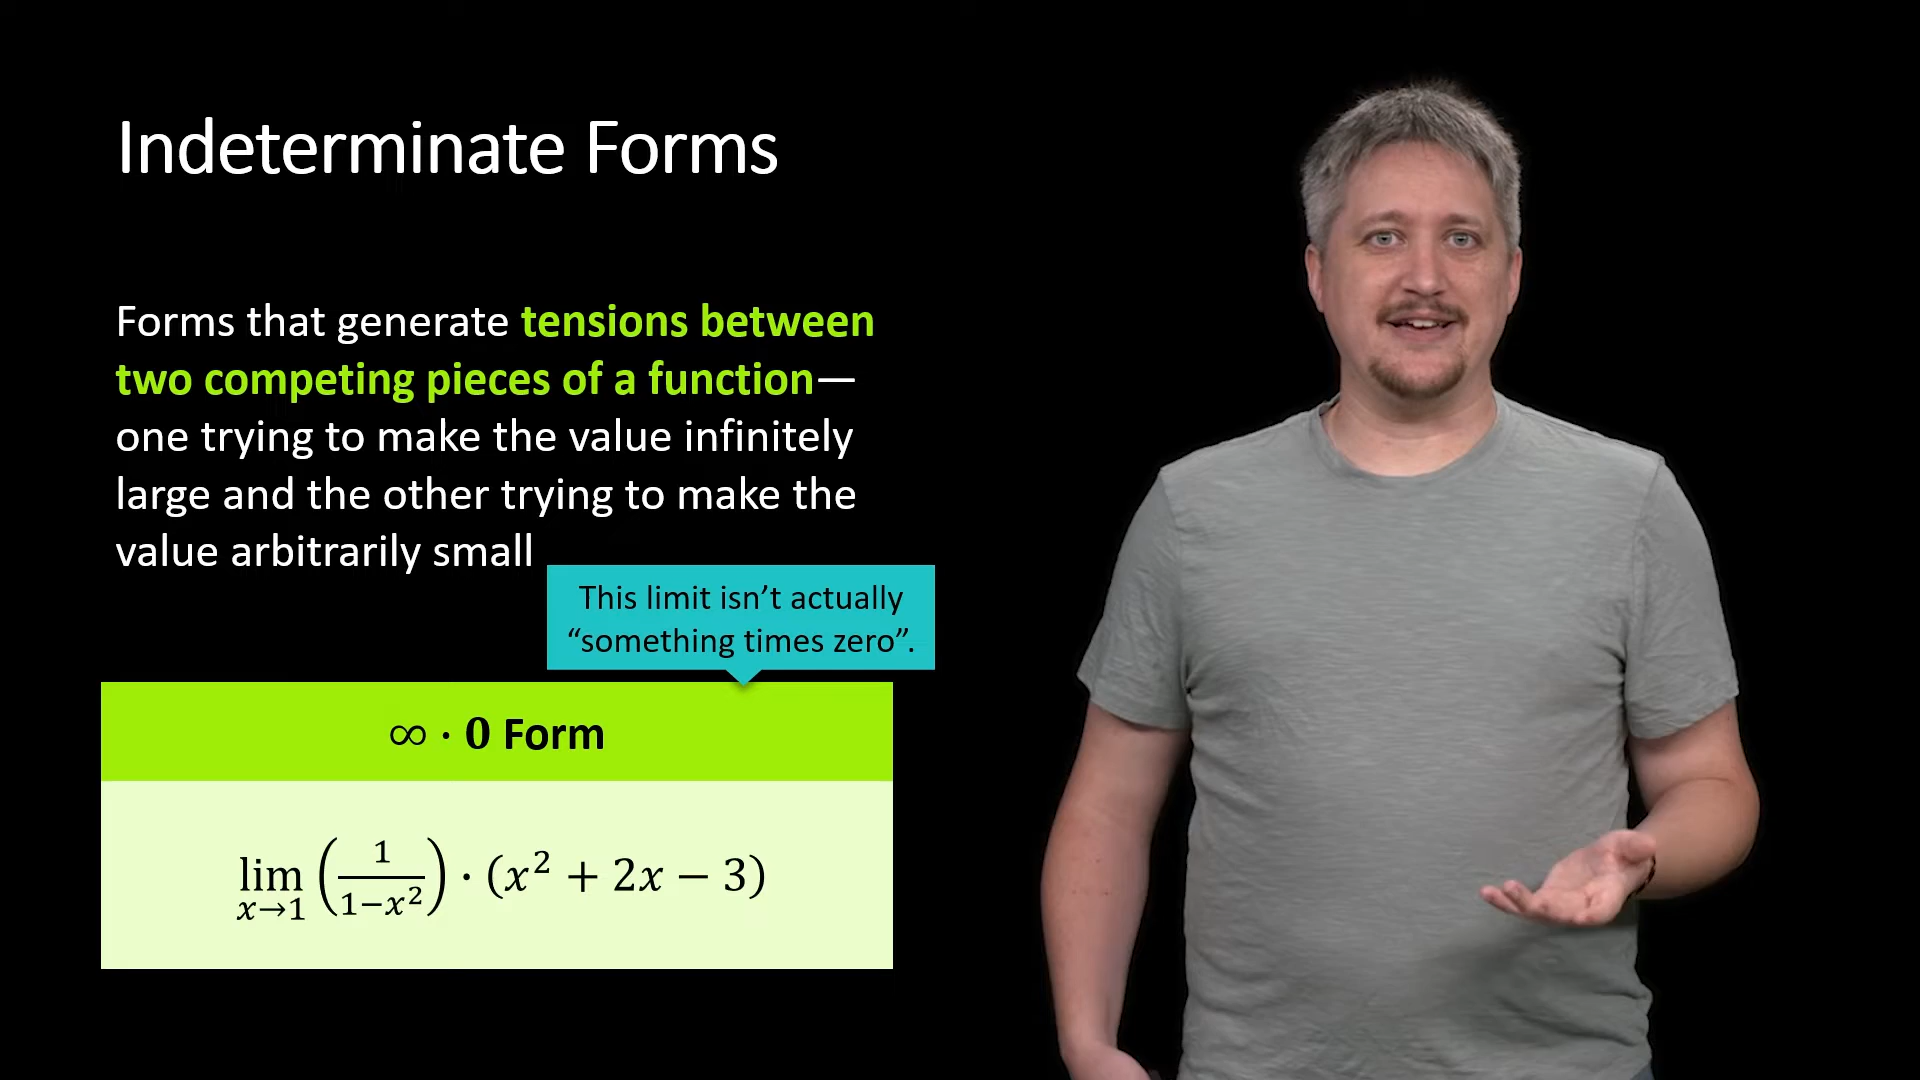 Indeterminate Forms
Forms that generate tensions between
two competing pieces of a function—
one trying to make the value infinitely
large and the other trying to make the
value arbitrarily small
This limit isn’t actually
“something times zero”.
∞ · 0 Form
lim x→1 (1/(1−x²)) · (x² + 2x − 3)